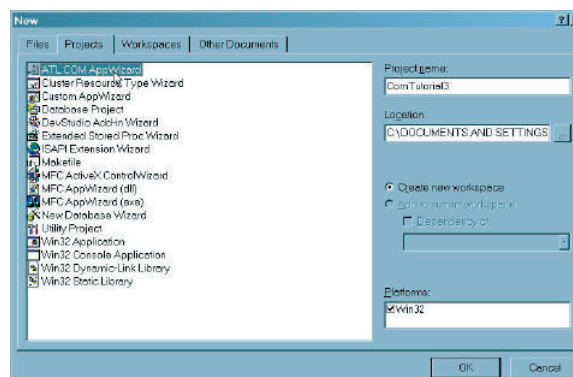 New
Files
Projects
Workspaces
Other Documents
ATL COM AppWizard
Cluster Resource Type Wizard
Custom AppWizard
Database Project
DevStudio Add-in Wizard
Extended Stored Proc Wizard
ISAPI Extension Wizard
Makefile
MFC ActiveX ControlWizard
MFC AppWizard (dll)
MFC AppWizard (exe)
New Database Wizard
Utility Project
Win32 Application
Win32 Console Application
Win32 Dynamic-Link Library
Win32 Static Library
Project name:
ComTutorial3
Location:
C:\DOCUMENTS AND SETTINGS
...
Create new workspace
Add to current workspace
Dependency of:
Platforms:
Win32
OK
Cancel